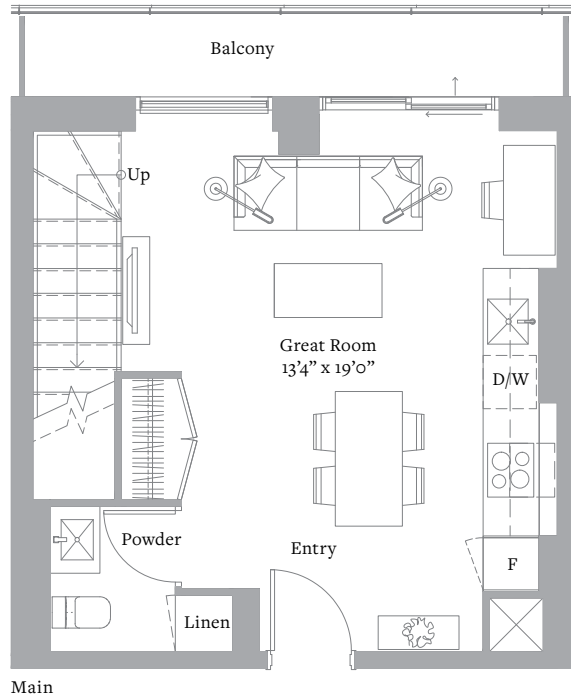 Balcony
Up
Great Room
13'4" x 19'0"
D/W
Powder
Entry
F
Linen
Main